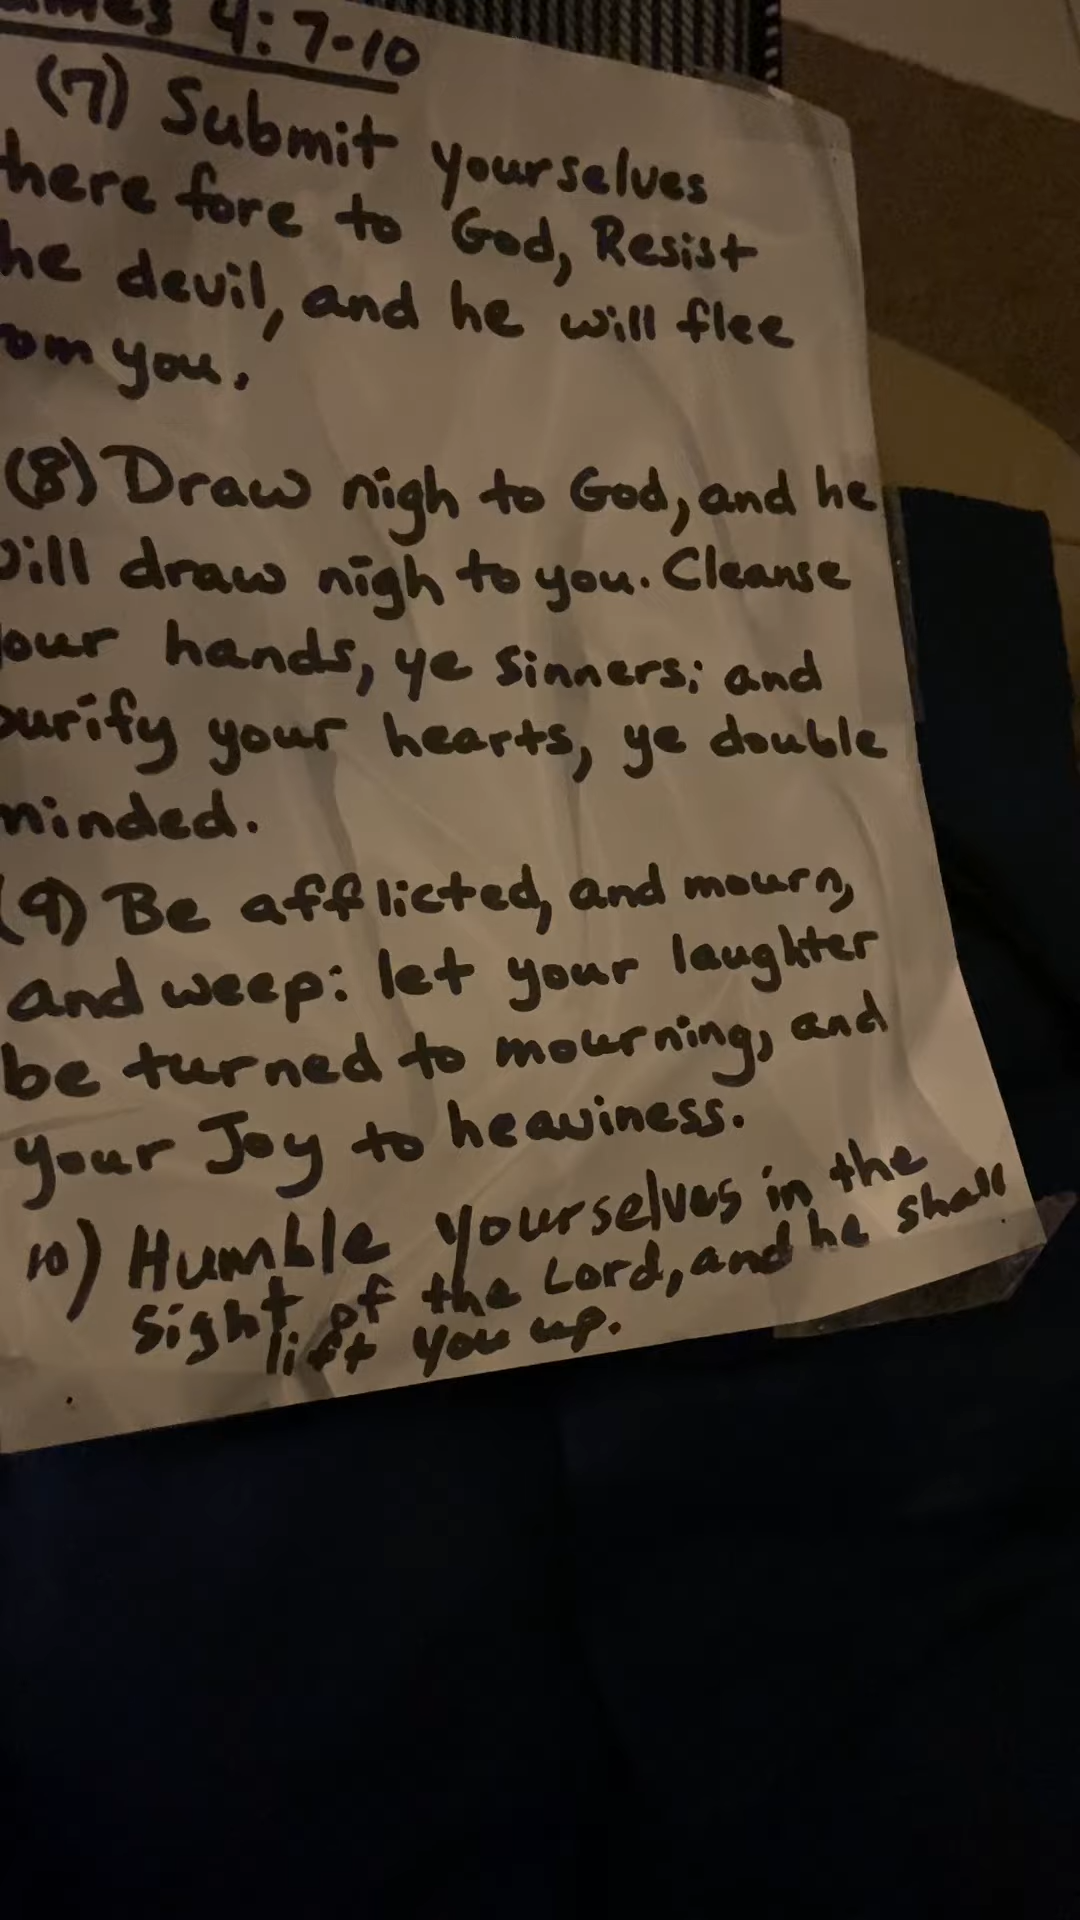 ames 4:7-10
(7) Submit yourselves
here fore to God, Resist
he devil, and he will flee
om you.
(8) Draw nigh to God, and he
ill draw nigh to you. Cleanse
our hands, ye sinners; and
urify your hearts, ye double
minded.
(9) Be afflicted, and mourn,
and weep: let your laughter
be turned to mourning, and
your Joy to heaviness.
10) Humble yourselves in the
sight of the Lord, and he shall
lift you up.